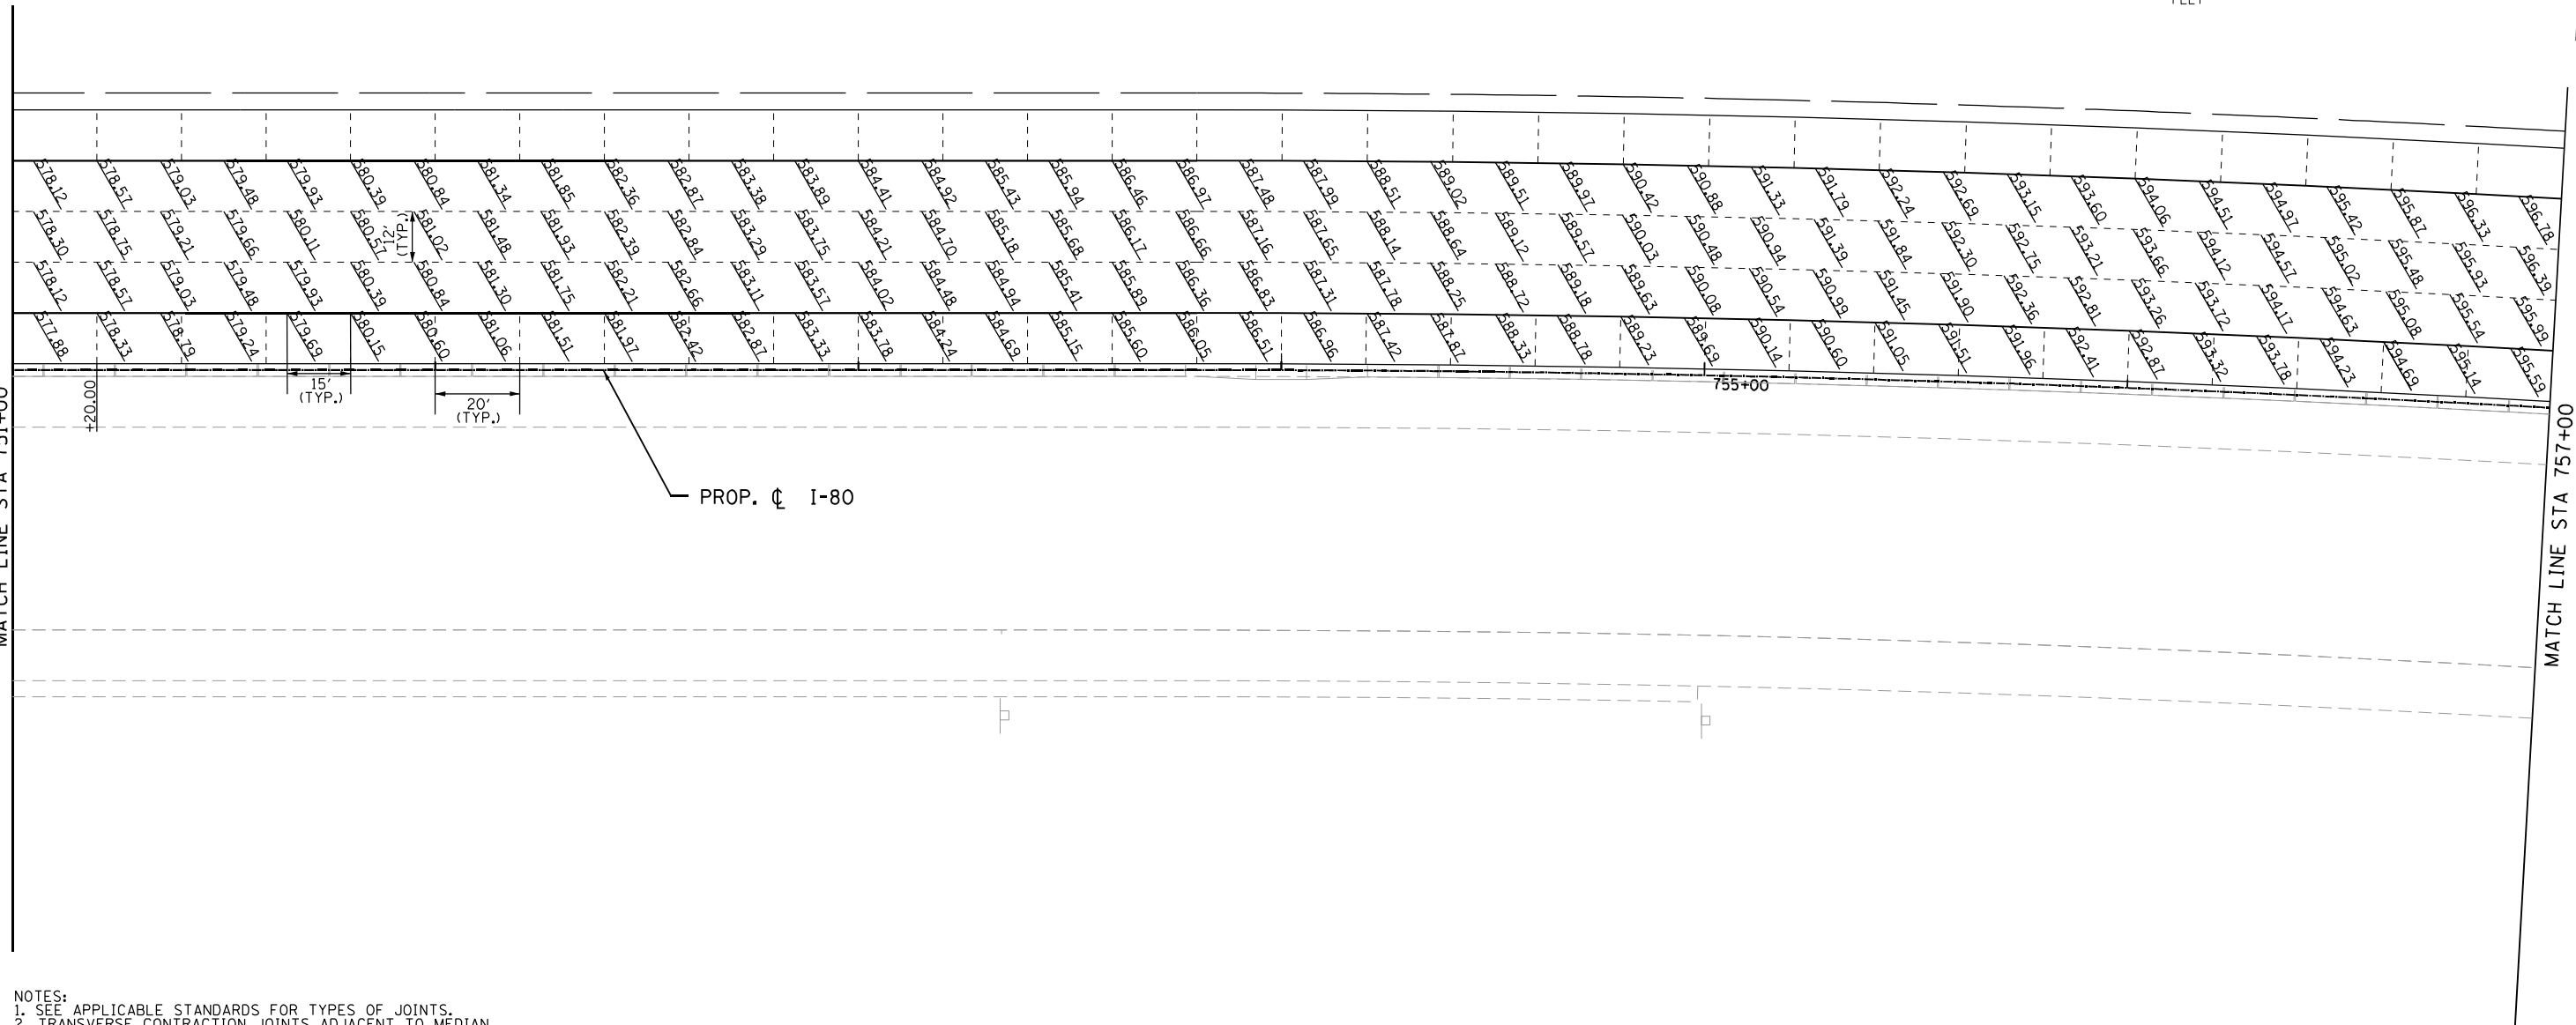 578.12 578.57 579.03 579.48 579.93 580.39 580.84 581.34 581.85 582.36 582.87 583.38 583.89 584.41 584.92 585.43 585.94 586.46 586.97 587.48 587.99 588.51 589.02 589.51 589.97 590.42 590.88 591.33 591.79 592.24 592.69 593.15 593.60 594.06 594.51 594.97 595.42 595.87 596.33 596.78
578.30 578.75 579.21 579.66 580.11 580.57 581.02 581.48 581.93 582.39 582.84 583.29 583.75 584.21 584.70 585.18 585.68 586.17 586.66 587.16 587.65 588.14 588.64 589.12 589.57 590.03 590.48 590.94 591.39 591.84 592.30 592.75 593.21 593.66 594.12 594.57 595.02 595.48 595.93 596.39
12'
(TYP.)
578.12 578.57 579.03 579.48 579.93 580.39 580.84 581.30 581.75 582.21 582.66 583.11 583.57 584.02 584.48 584.94 585.41 585.89 586.36 586.83 587.31 587.78 588.25 588.72 589.18 589.63 590.08 590.54 590.99 591.45 591.90 592.36 592.81 593.26 593.72 594.17 594.63 595.08 595.54 595.99
577.88 578.33 578.79 579.24 579.69 580.15 580.60 581.06 581.51 581.97 582.42 582.87 583.33 583.78 584.24 584.69 585.15 585.60 586.05 586.51 586.96 587.42 587.87 588.33 588.78 589.23 589.69 590.14 590.60 591.05 591.51 591.96 592.41 592.87 593.32 593.78 594.23 594.69 595.14 595.59
+20.00
15'
(TYP.)
20'
(TYP.)
755+00
PROP. ℄ I-80
MATCH LINE STA 751+00
MATCH LINE STA 757+00
NOTES:
1. SEE APPLICABLE STANDARDS FOR TYPES OF JOINTS.
2. TRANSVERSE CONTRACTION JOINTS ADJACENT TO MEDIAN